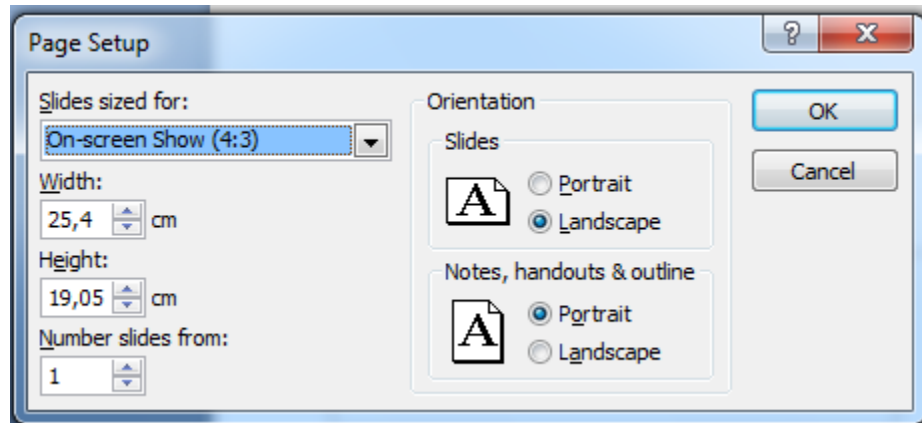 Page Setup
Slides sized for:
On-screen Show (4:3)
Width:
25,4 cm
Height:
19,05 cm
Number slides from:
1
Orientation
Slides
A
Portrait
Landscape
Notes, handouts & outline
A
Portrait
Landscape
OK
Cancel
?